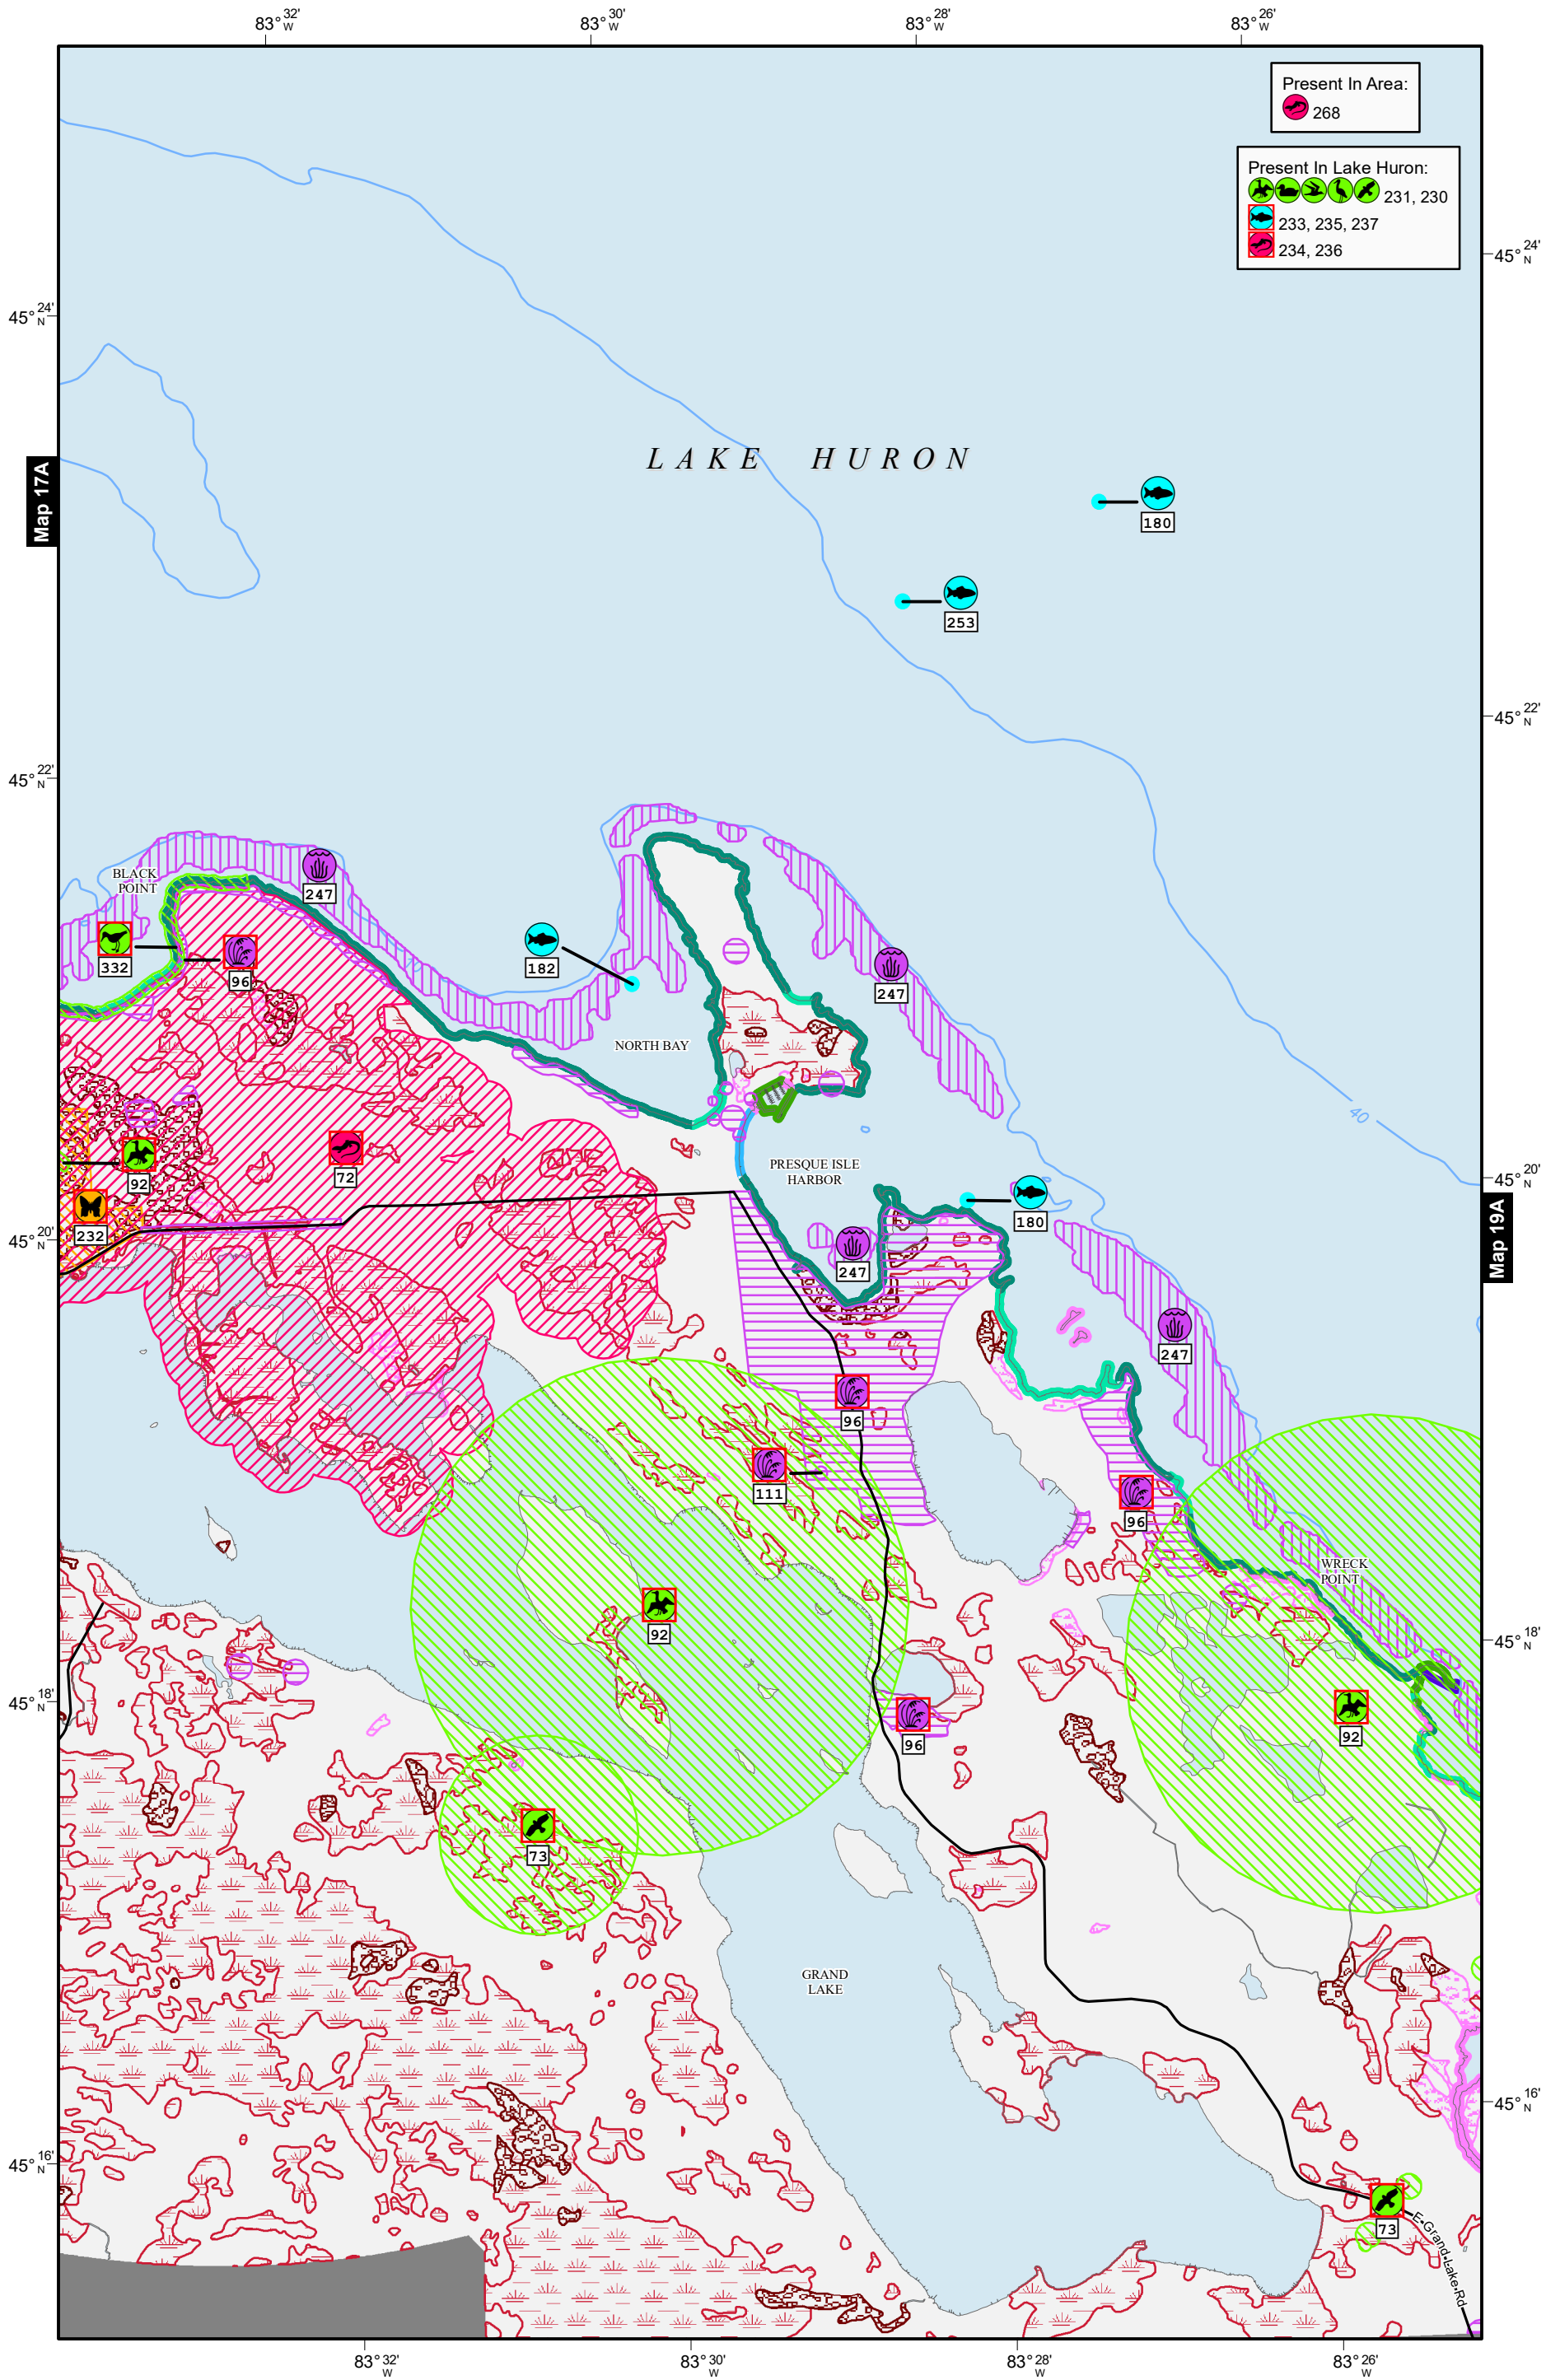 83° 32' W
83° 30' W
83° 28' W
83° 26' W
Present In Area:
268
Present In Lake Huron:
231, 230
233, 235, 237
234, 236
45° 24' N
45° 24' N
LAKE HURON
Map 17A
180
253
45° 22' N
45° 22' N
BLACK
POINT
247
332
96
182
247
NORTH BAY
40
PRESQUE ISLE
HARBOR
45° 20' N
92
72
232
180
Map 19A
45° 20' N
247
247
96
111
96
WRECK
POINT
92
45° 18' N
45° 18' N
96
92
73
GRAND
LAKE
45° 16' N
45° 16' N
73
E Grand Lake Rd
83° 32' W
83° 30' W
83° 28' W
83° 26' W